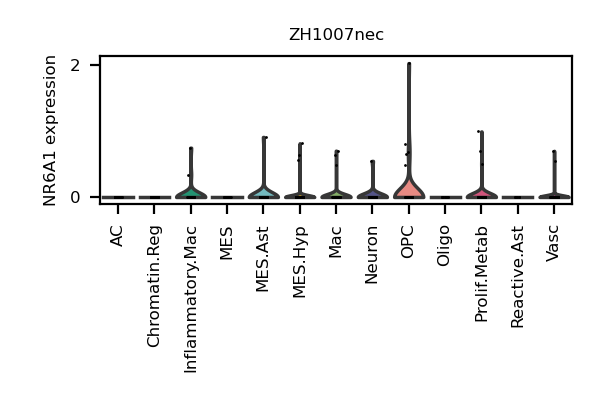 ZH1007nec
NR6A1 expression
2
0
AC
Chromatin.Reg
Inflammatory.Mac
MES
MES.Ast
MES.Hyp
Mac
Neuron
OPC
Oligo
Prolif.Metab
Reactive.Ast
Vasc